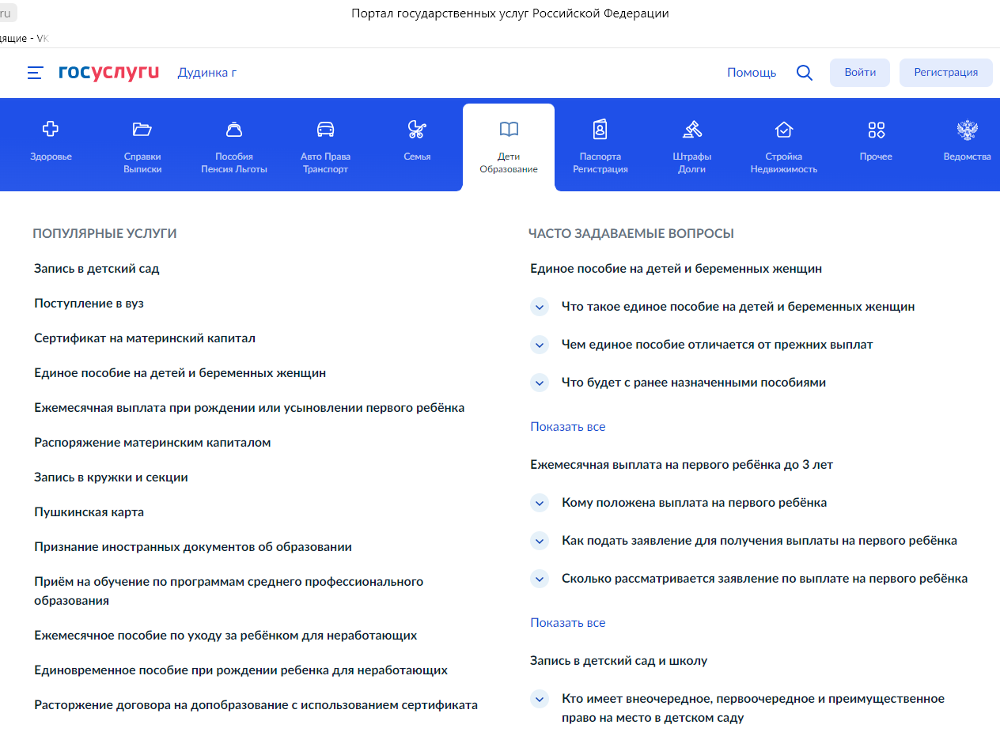 ru
Портал государственных услуг Российской Федерации
дящие - VK
госуслуги
Дудинка г
Помощь
Войти
Регистрация
Здоровье
Справки
Выписки
Пособия
Пенсия Льготы
Авто Права
Транспорт
Семья
Дети
Образование
Паспорта
Регистрация
Штрафы
Долги
Стройка
Недвижимость
Прочее
Ведомства
ПОПУЛЯРНЫЕ УСЛУГИ
Запись в детский сад
Поступление в вуз
Сертификат на материнский капитал
Единое пособие на детей и беременных женщин
Ежемесячная выплата при рождении или усыновлении первого ребёнка
Распоряжение материнским капиталом
Запись в кружки и секции
Пушкинская карта
Признание иностранных документов об образовании
Приём на обучение по программам среднего профессионального
образования
Ежемесячное пособие по уходу за ребёнком для неработающих
Единовременное пособие при рождении ребенка для неработающих
Расторжение договора на допобразование с использованием сертификата
ЧАСТО ЗАДАВАЕМЫЕ ВОПРОСЫ
Единое пособие на детей и беременных женщин
Что такое единое пособие на детей и беременных женщин
Чем единое пособие отличается от прежних выплат
Что будет с ранее назначенными пособиями
Показать все
Ежемесячная выплата на первого ребёнка до 3 лет
Кому положена выплата на первого ребёнка
Как подать заявление для получения выплаты на первого ребёнка
Сколько рассматривается заявление по выплате на первого ребёнка
Показать все
Запись в детский сад и школу
Кто имеет внеочередное, первоочередное и преимущественное
право на место в детском саду